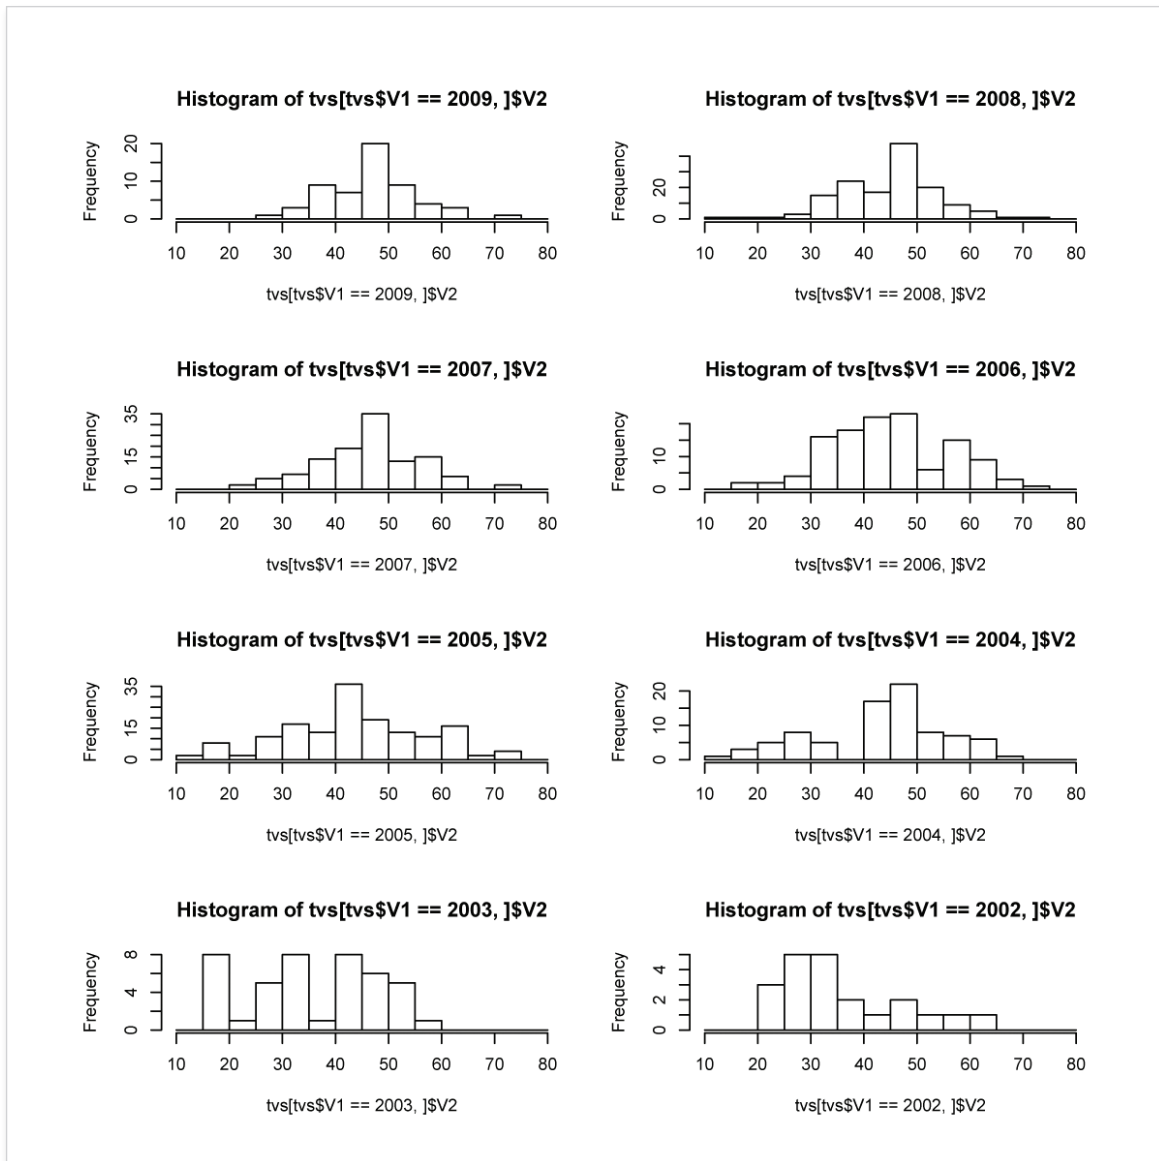 Histogram of tvs[tvs$V1 == 2009, ]$V2
Frequency
0 10 20
10 20 30 40 50 60 70 80
tvs[tvs$V1 == 2009, ]$V2
Histogram of tvs[tvs$V1 == 2008, ]$V2
Frequency
0 20
10 20 30 40 50 60 70 80
tvs[tvs$V1 == 2008, ]$V2
Histogram of tvs[tvs$V1 == 2007, ]$V2
Frequency
0 15 35
10 20 30 40 50 60 70 80
tvs[tvs$V1 == 2007, ]$V2
Histogram of tvs[tvs$V1 == 2006, ]$V2
Frequency
0 10
10 20 30 40 50 60 70 80
tvs[tvs$V1 == 2006, ]$V2
Histogram of tvs[tvs$V1 == 2005, ]$V2
Frequency
0 15 35
10 20 30 40 50 60 70 80
tvs[tvs$V1 == 2005, ]$V2
Histogram of tvs[tvs$V1 == 2004, ]$V2
Frequency
0 10 20
10 20 30 40 50 60 70 80
tvs[tvs$V1 == 2004, ]$V2
Histogram of tvs[tvs$V1 == 2003, ]$V2
Frequency
0 4 8
10 20 30 40 50 60 70 80
tvs[tvs$V1 == 2003, ]$V2
Histogram of tvs[tvs$V1 == 2002, ]$V2
Frequency
0 2 4
10 20 30 40 50 60 70 80
tvs[tvs$V1 == 2002, ]$V2